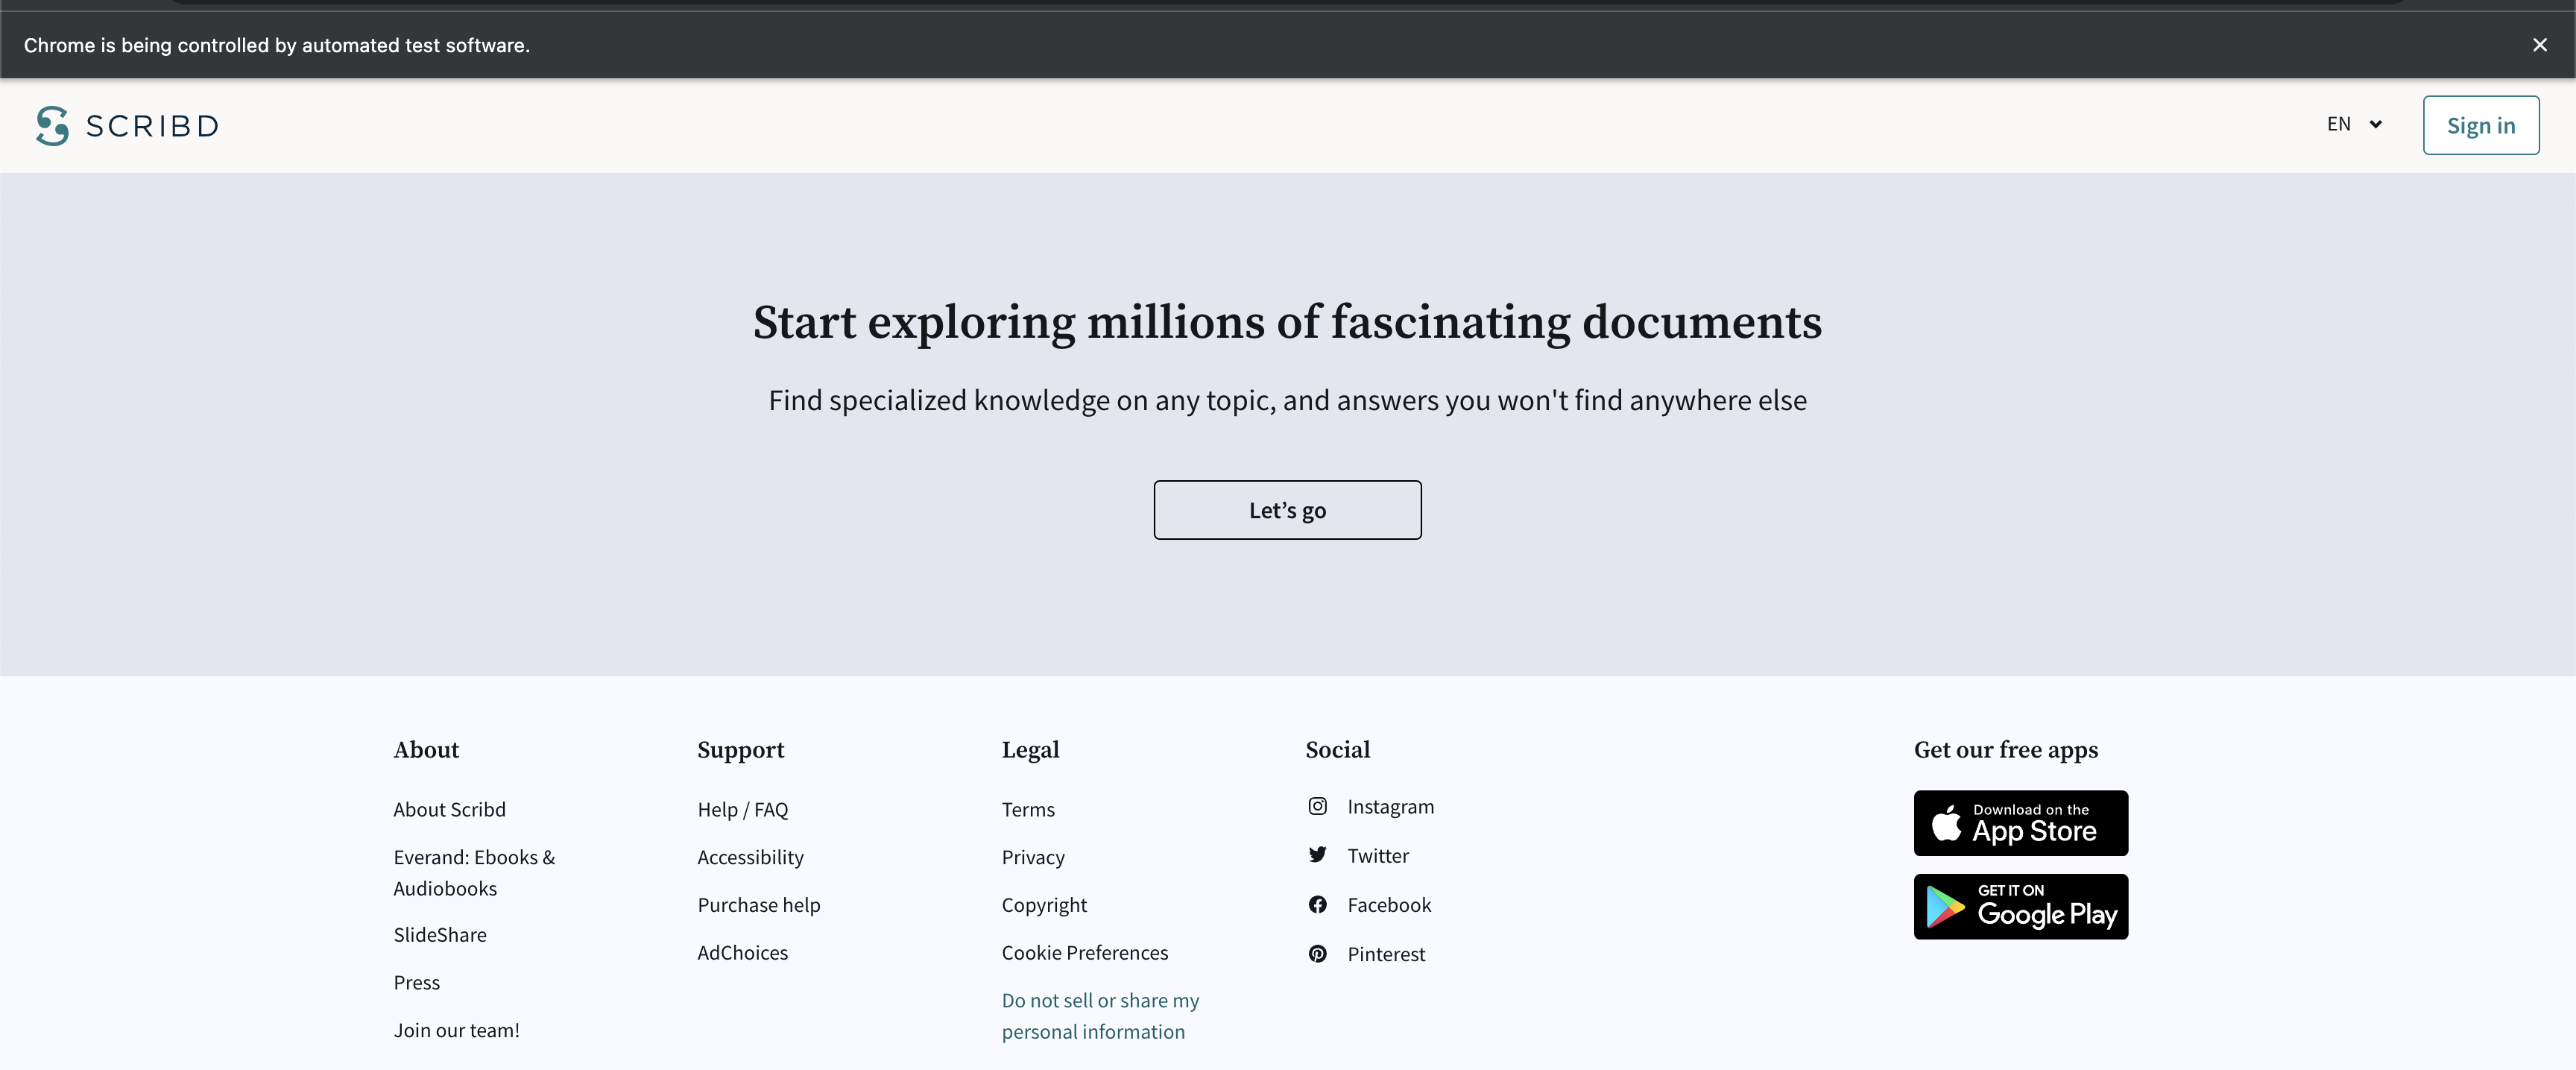 Chrome is being controlled by automated test software.
SCRIBD
EN
Sign in
Start exploring millions of fascinating documents
Find specialized knowledge on any topic, and answers you won't find anywhere else
Let’s go
About
About Scribd
Everand: Ebooks &
Audiobooks
SlideShare
Press
Join our team!
Support
Help / FAQ
Accessibility
Purchase help
AdChoices
Legal
Terms
Privacy
Copyright
Cookie Preferences
Do not sell or share my
personal information
Social
Instagram
Twitter
Facebook
Pinterest
Get our free apps
Download on the
App Store
GET IT ON
Google Play